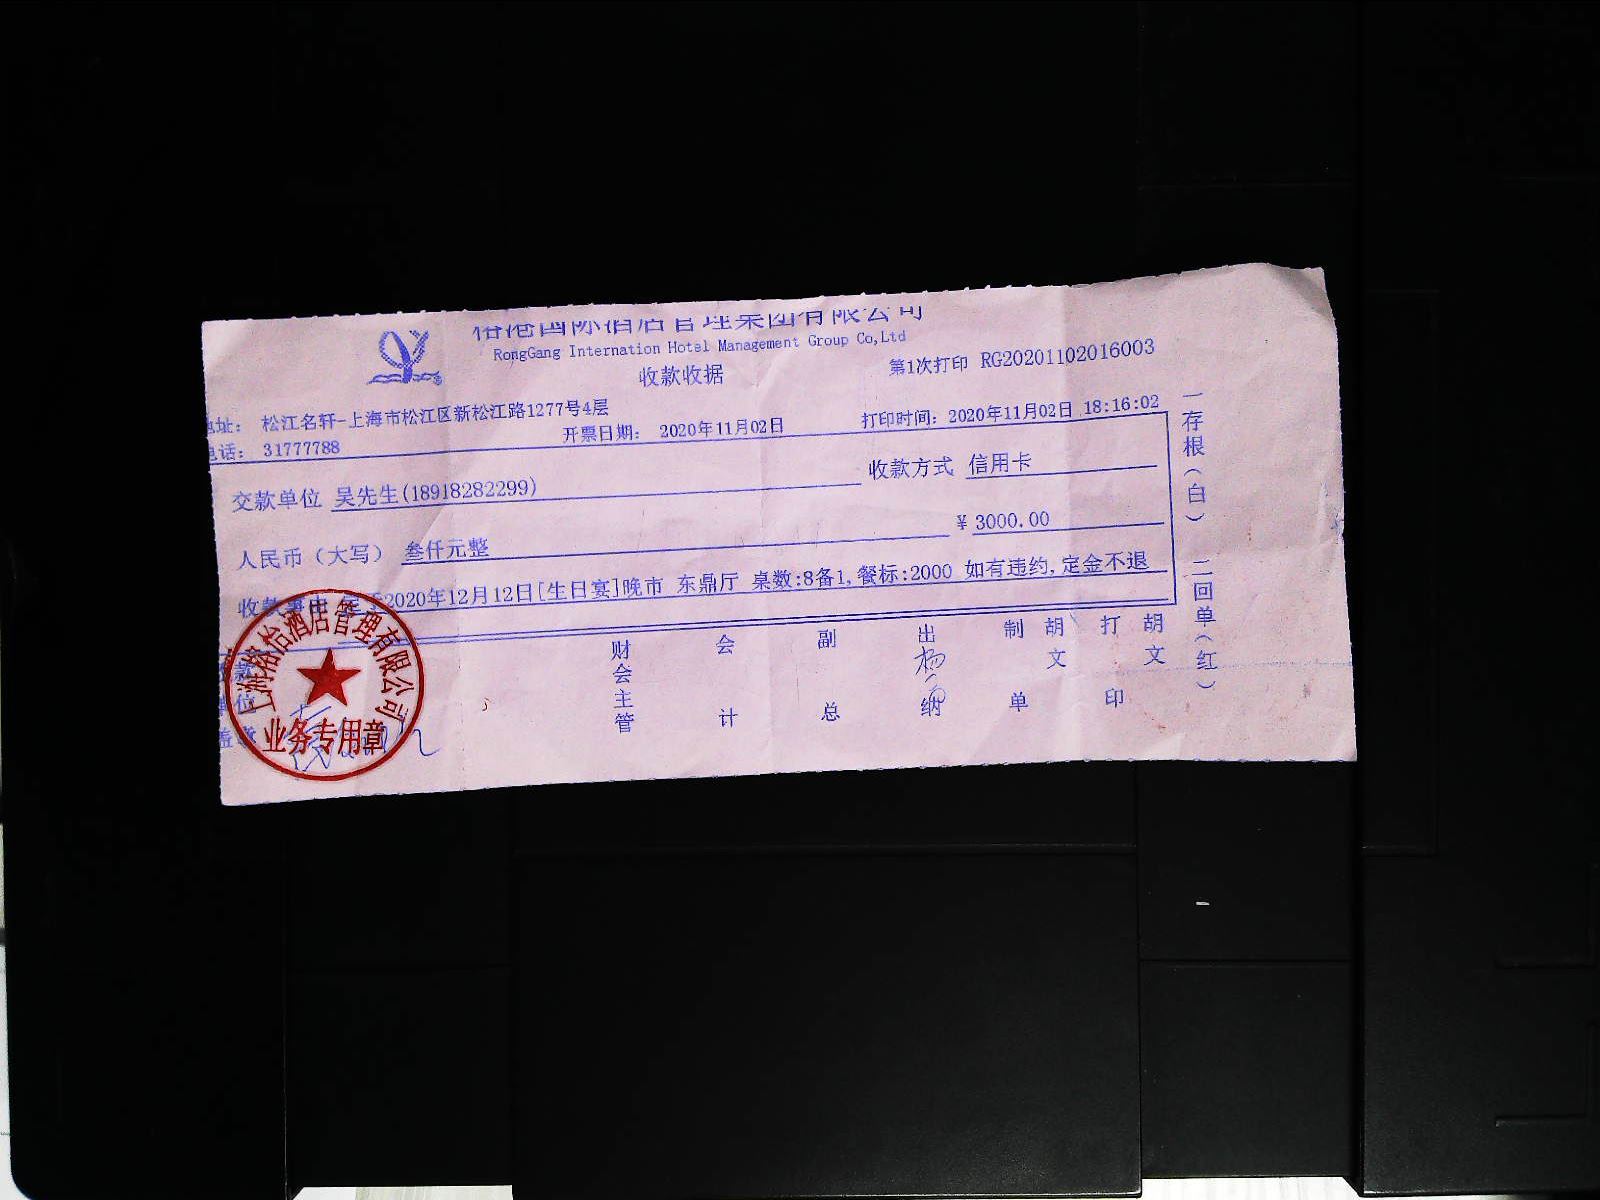 国际酒店管理集团有限公司
RongGang Internation Hotel Management Group Co,Ltd
收款收据
第1次打印 RG20201102016003
地址: 松江名轩-上海市松江区新松江路1277号4层
电话: 31777788
开票日期: 2020年11月02日
打印时间: 2020年11月02日 18:16:02
交款单位 吴先生(18918282299)
收款方式 信用卡
人民币（大写） 叁仟元整
¥ 3000.00
收款事由 2020年12月12日[生日宴]晚市 东鼎厅 桌数:8备1,餐标:2000 如有违约,定金不退
财会主管
会计
副总
出纳 杨
制单 胡文
打印 胡文
一存根(白) 二回单(红)
收款
单位
盖章
酒店管理有限公司
业务专用章